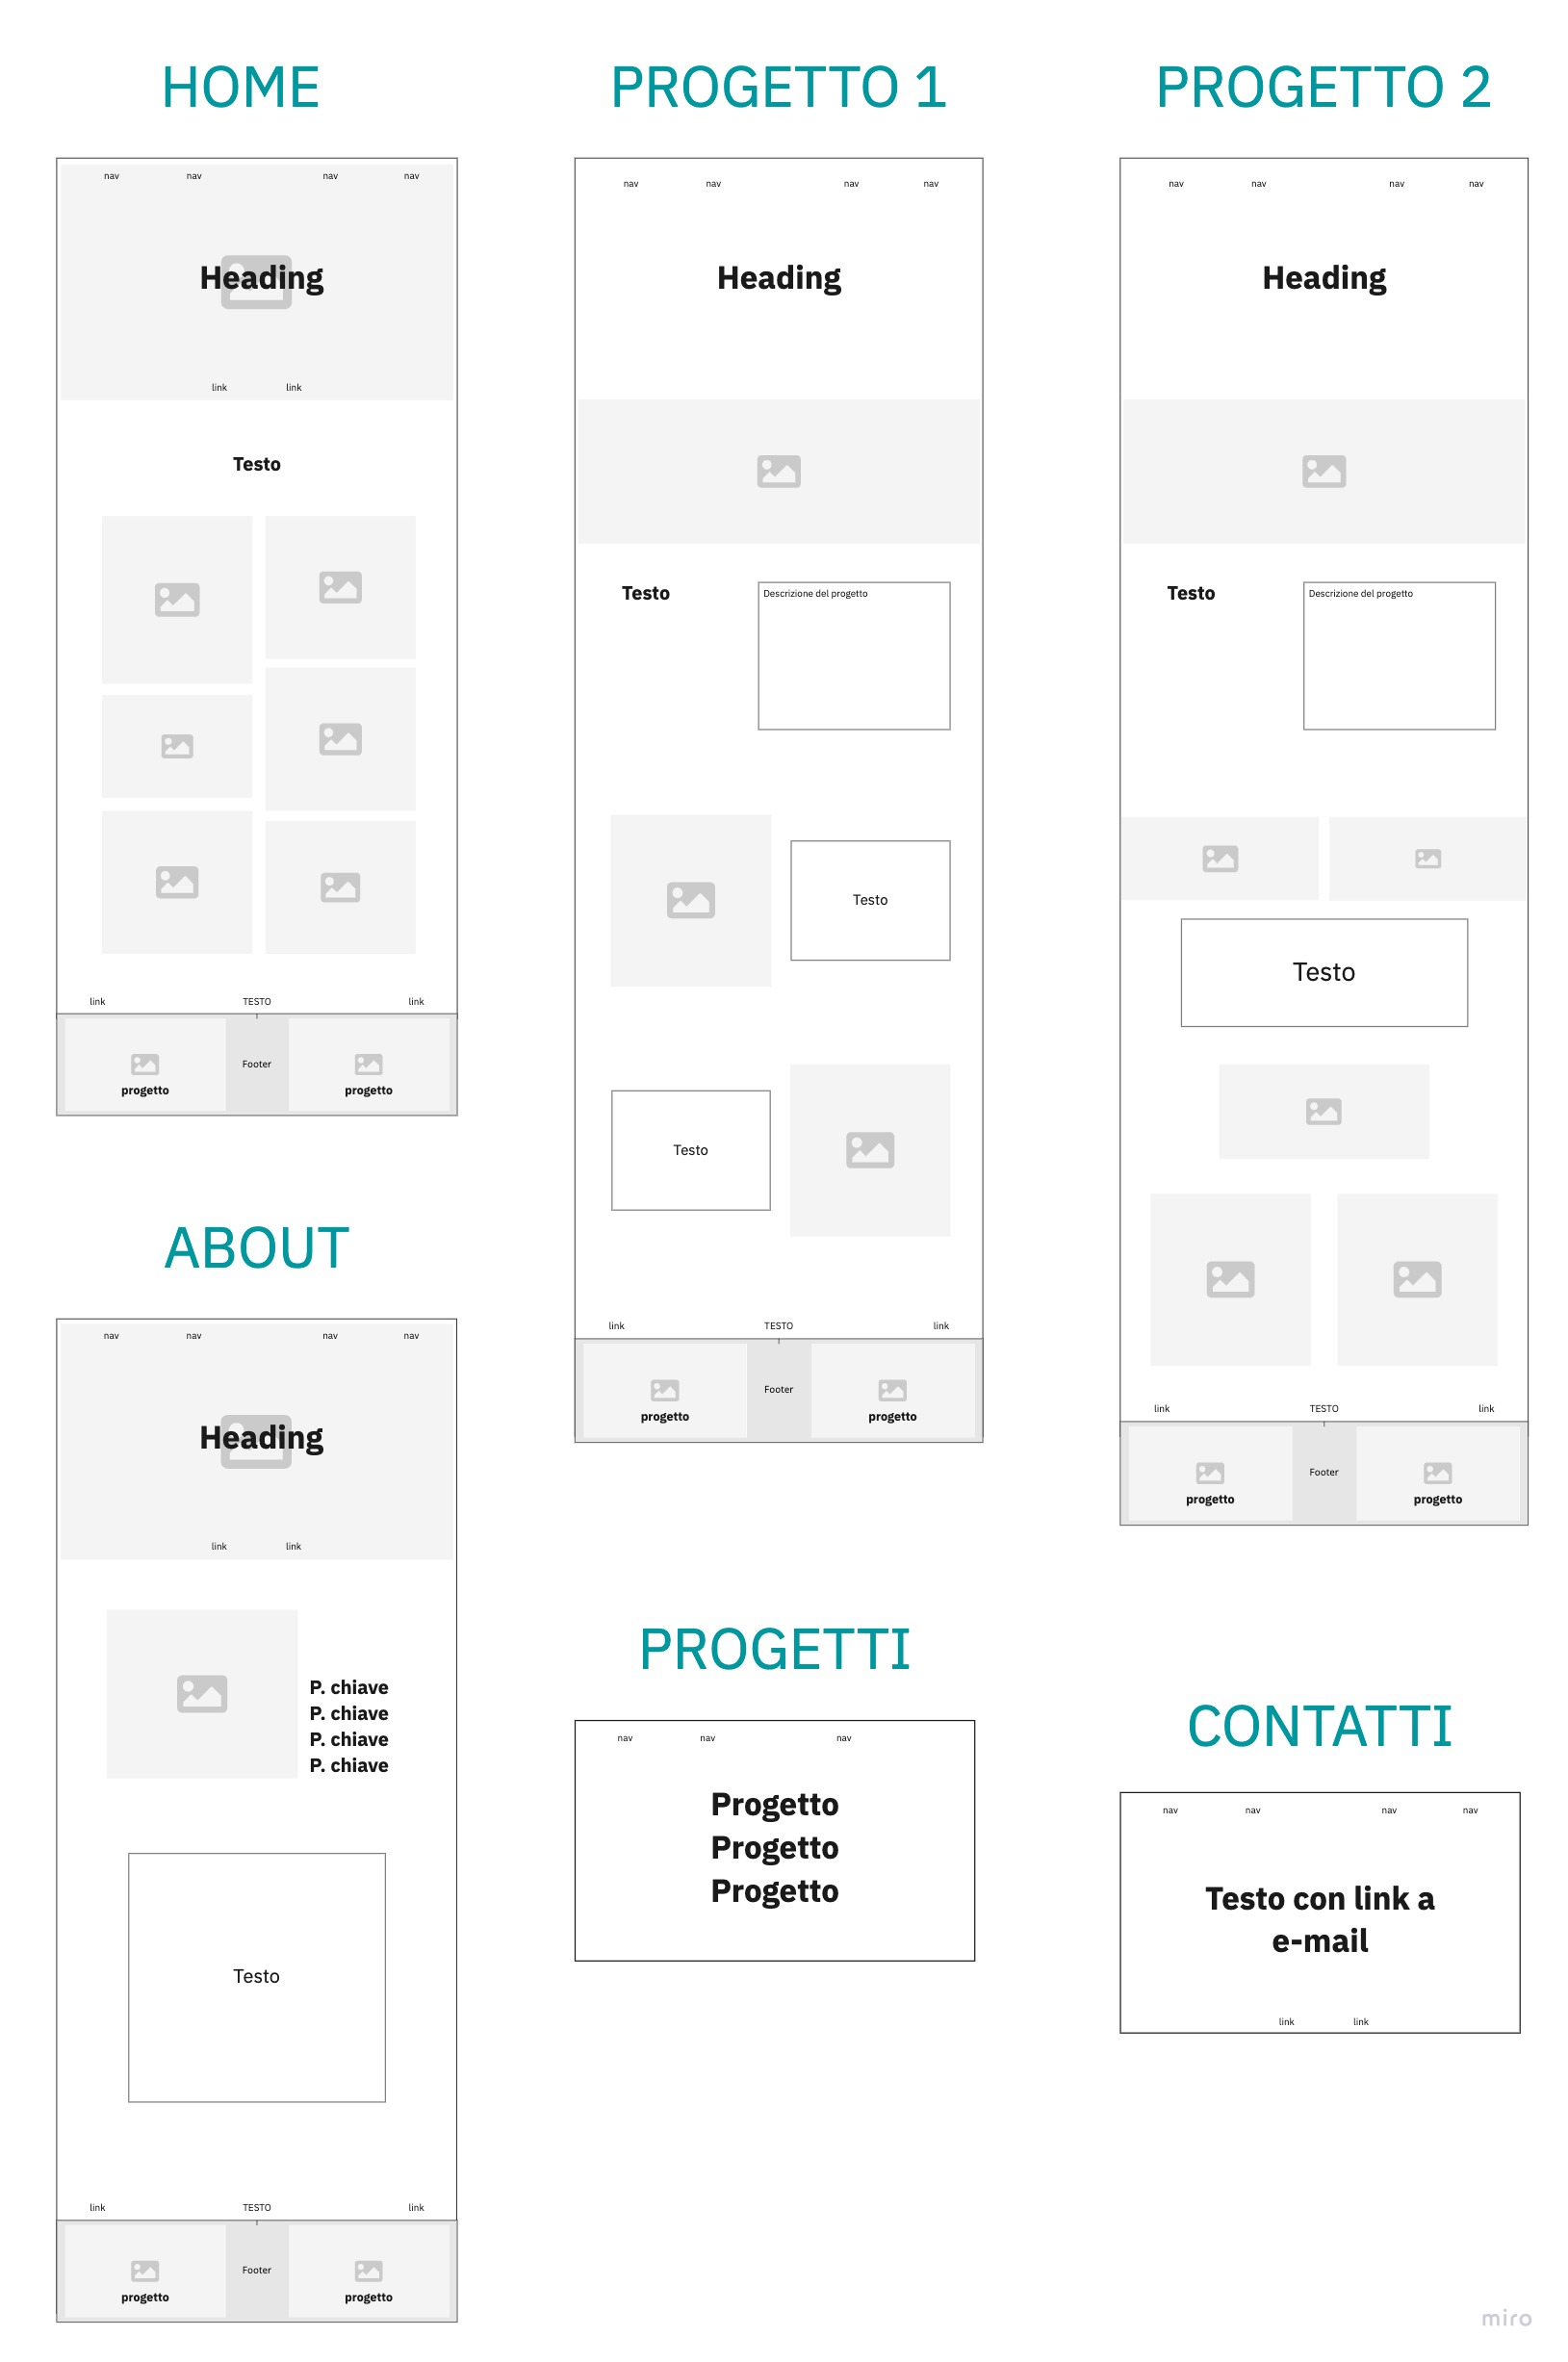 HOME
nav nav nav nav
Heading
link link
Testo
link TESTO link
progetto Footer progetto
ABOUT
nav nav nav nav
Heading
link link
P. chiave
P. chiave
P. chiave
P. chiave
Testo
link TESTO link
progetto Footer progetto
PROGETTO 1
nav nav nav nav
Heading
Testo
Descrizione del progetto
Testo
Testo
link TESTO link
progetto Footer progetto
PROGETTI
nav nav nav
Progetto
Progetto
Progetto
PROGETTO 2
nav nav nav nav
Heading
Testo
Descrizione del progetto
Testo
link TESTO link
progetto Footer progetto
CONTATTI
nav nav nav nav
Testo con link a
e-mail
link link
miro